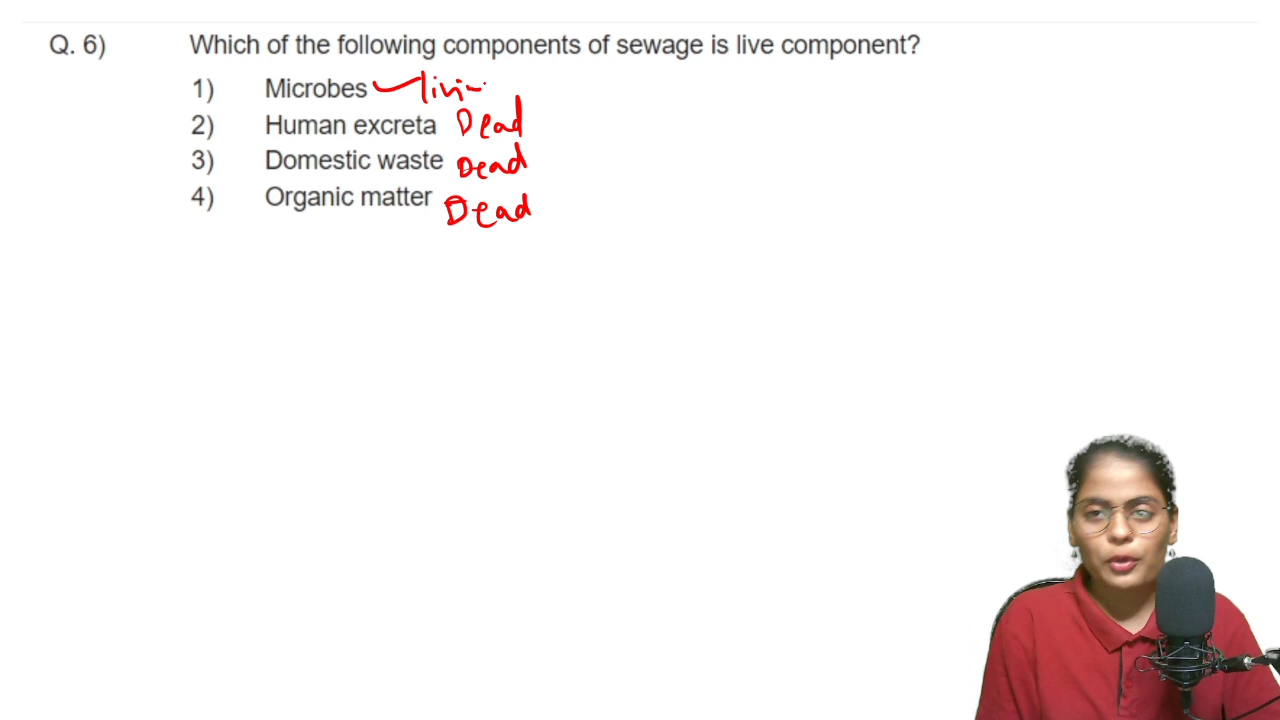 Q. 6) Which of the following components of sewage is live component?
1) Microbes livi-
2) Human excreta Dead
3) Domestic waste Dead
4) Organic matter Dead